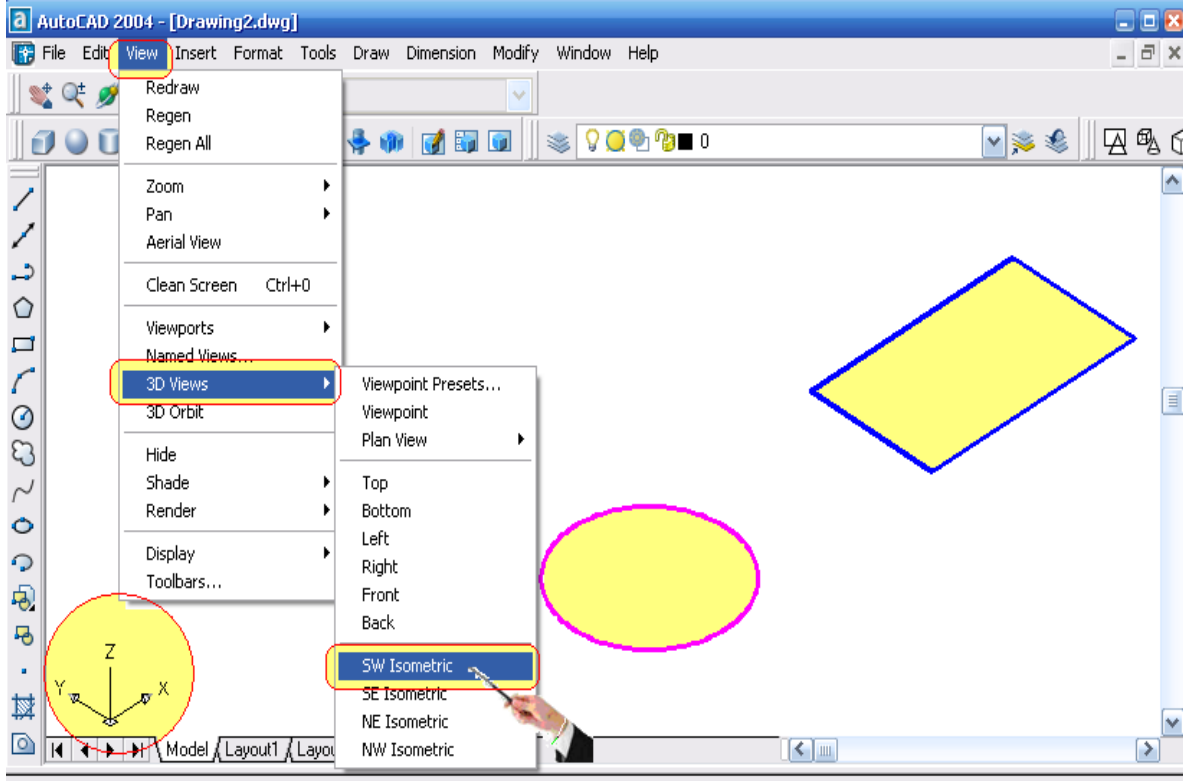 a AutoCAD 2004 - [Drawing2.dwg]
File Edit View Insert Format Tools Draw Dimension Modify Window Help
Redraw
Regen
Regen All
0
Zoom
Pan
Aerial View
Clean Screen Ctrl+0
Viewports
Named Views...
3D Views
3D Orbit
Hide
Shade
Render
Display
Toolbars...
Viewpoint Presets...
Viewpoint
Plan View
Top
Bottom
Left
Right
Front
Back
SW Isometric
SE Isometric
NE Isometric
NW Isometric
Z
Y X
Model Layout1 Layou